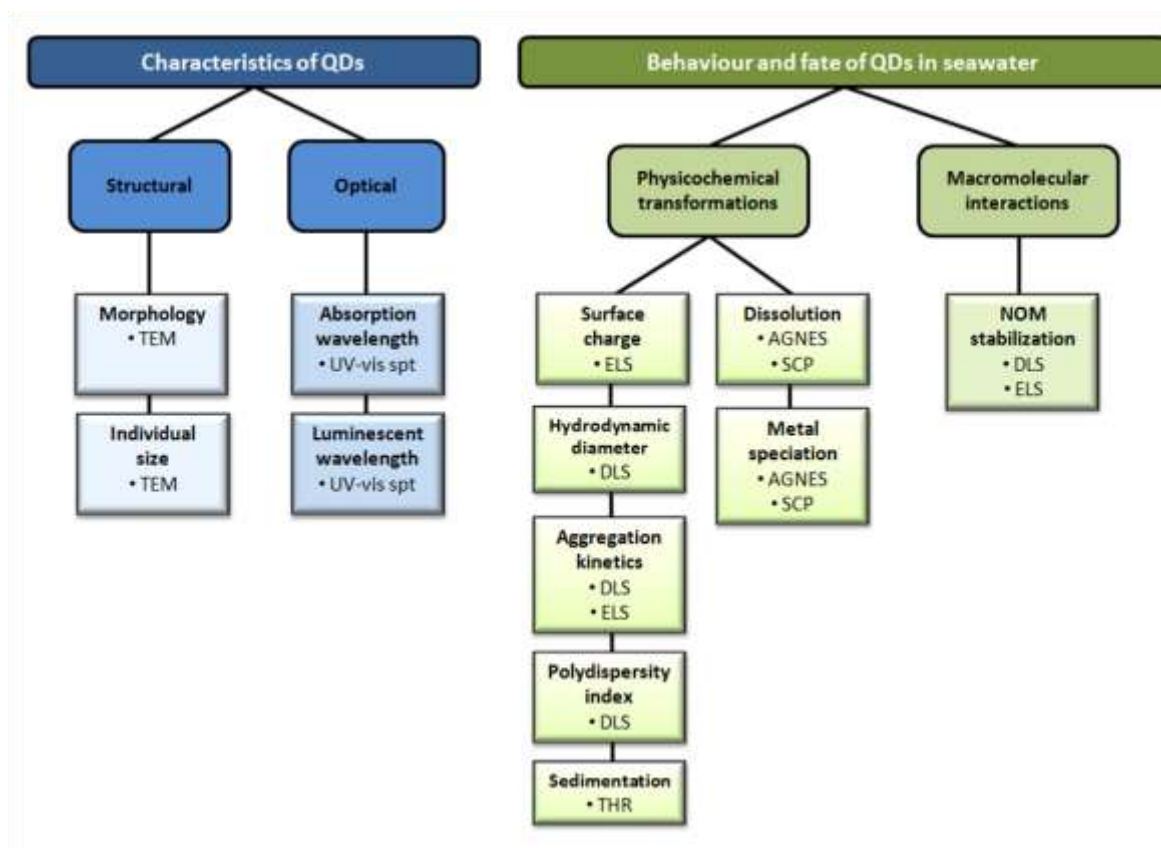 Characteristics of QDs
Structural
Optical
Morphology
• TEM
Individual
size
• TEM
Absorption
wavelength
• UV-vis spt
Luminescent
wavelength
• UV-vis spt
Behaviour and fate of QDs in seawater
Physicochemical
transformations
Macromolecular
interactions
Surface
charge
• ELS
Hydrodynamic
diameter
• DLS
Aggregation
kinetics
• DLS
• ELS
Polydispersity
index
• DLS
Sedimentation
• THR
Dissolution
• AGNES
• SCP
Metal
speciation
• AGNES
• SCP
NOM
stabilization
• DLS
• ELS